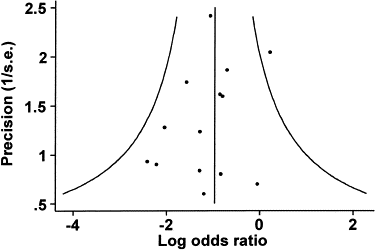 Precision (1/s.e.)
2.5
2
1.5
1
.5
-4 -2 0 2
Log odds ratio